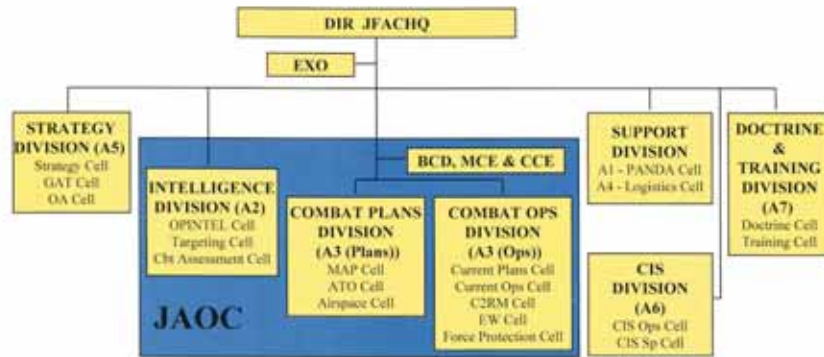 DIR JFACHQ
EXO
STRATEGY
DIVISION (A5)
Strategy Cell
GAT Cell
OA Cell
INTELLIGENCE
DIVISION (A2)
OPINTEL Cell
Targeting Cell
Cbt Assessment Cell
BCD, MCE & CCE
COMBAT PLANS
DIVISION
(A3 (Plans))
MAP Cell
ATO Cell
Airspace Cell
COMBAT OPS
DIVISION
(A3 (Ops))
Current Plans Cell
Current Ops Cell
C2RM Cell
EW Cell
Force Protection Cell
JAOC
SUPPORT
DIVISION
A1 - PANDA Cell
A4 - Logistics Cell
DOCTRINE
&
TRAINING
DIVISION
(A7)
Doctrine Cell
Training Cell
CIS
DIVISION
(A6)
CIS Ops Cell
CIS Sp Cell